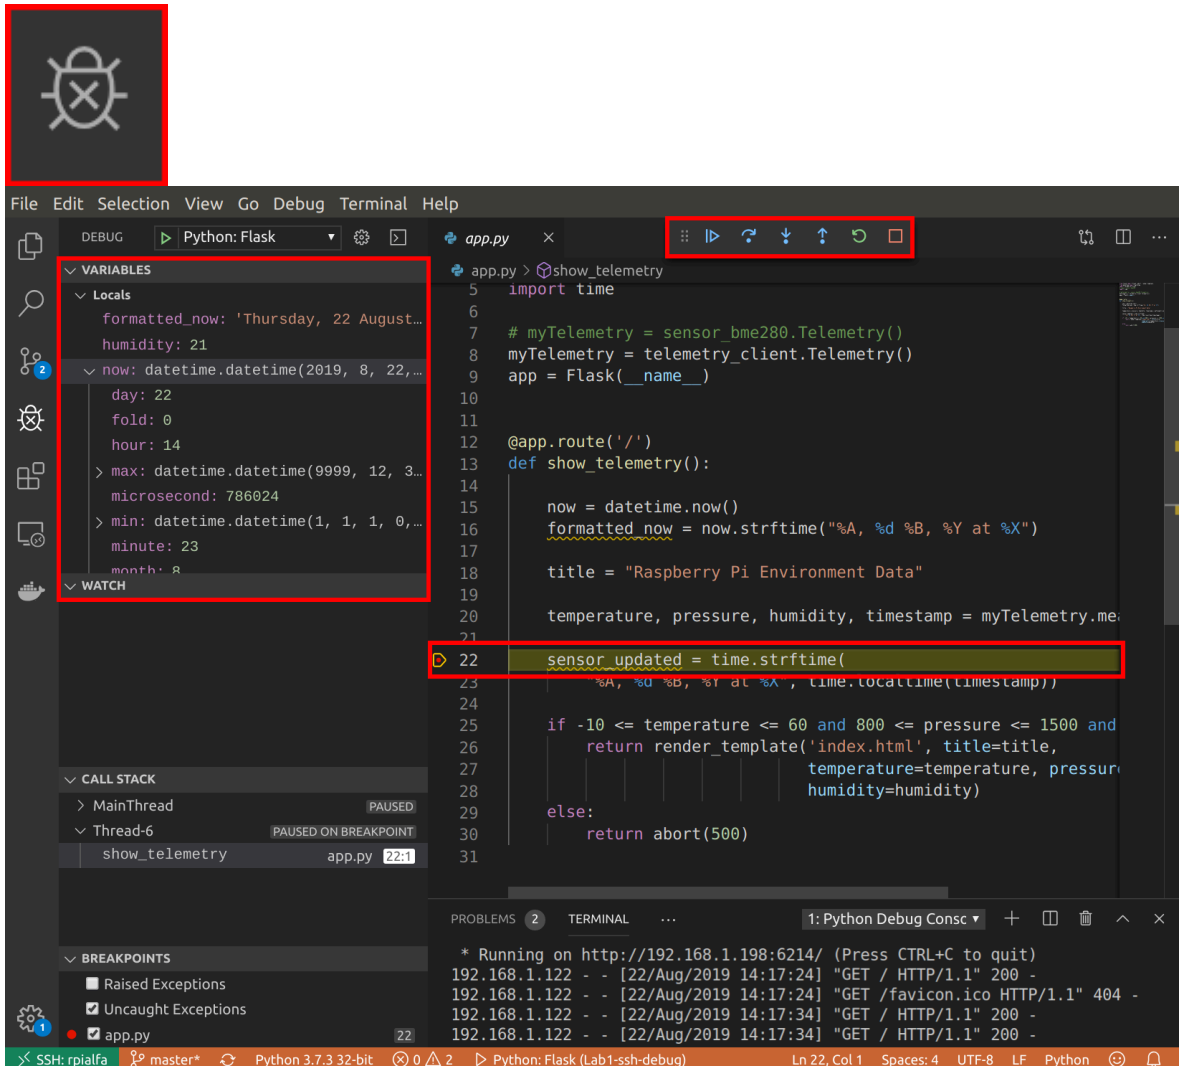 File Edit Selection View Go Debug Terminal Help
DEBUG Python: Flask
VARIABLES
Locals
formatted_now: 'Thursday, 22 August...
humidity: 21
now: datetime.datetime(2019, 8, 22,...
day: 22
fold: 0
hour: 14
max: datetime.datetime(9999, 12, 3...
microsecond: 786024
min: datetime.datetime(1, 1, 1, 0,...
minute: 23
month: 8
WATCH
CALL STACK
MainThread PAUSED
Thread-6 PAUSED ON BREAKPOINT
show_telemetry app.py 22:1
BREAKPOINTS
Raised Exceptions
Uncaught Exceptions
app.py 22
2
1
app.py
app.py > show_telemetry
5 import time
6
7 # myTelemetry = sensor_bme280.Telemetry()
8 myTelemetry = telemetry_client.Telemetry()
9 app = Flask(__name__)
10
11
12 @app.route('/')
13 def show_telemetry():
14
15 now = datetime.now()
16 formatted_now = now.strftime("%A, %d %B, %Y at %X")
17
18 title = "Raspberry Pi Environment Data"
19
20 temperature, pressure, humidity, timestamp = myTelemetry.mea
21
22 sensor_updated = time.strftime(
23 "%A, %d %B, %Y at %X", time.localtime(timestamp))
24
25 if -10 <= temperature <= 60 and 800 <= pressure <= 1500 and
26 return render_template('index.html', title=title,
27 temperature=temperature, pressure
28 humidity=humidity)
29 else:
30 return abort(500)
31
PROBLEMS 2 TERMINAL ... 1: Python Debug Consc
* Running on http://192.168.1.198:6214/ (Press CTRL+C to quit)
192.168.1.122 - - [22/Aug/2019 14:17:24] "GET / HTTP/1.1" 200 -
192.168.1.122 - - [22/Aug/2019 14:17:24] "GET /favicon.ico HTTP/1.1" 404 -
192.168.1.122 - - [22/Aug/2019 14:17:34] "GET / HTTP/1.1" 200 -
192.168.1.122 - - [22/Aug/2019 14:17:34] "GET / HTTP/1.1" 200 -
SSH: rpialfa master* Python 3.7.3 32-bit 0 2 Python: Flask (Lab1-ssh-debug) Ln 22, Col 1 Spaces: 4 UTF-8 LF Python